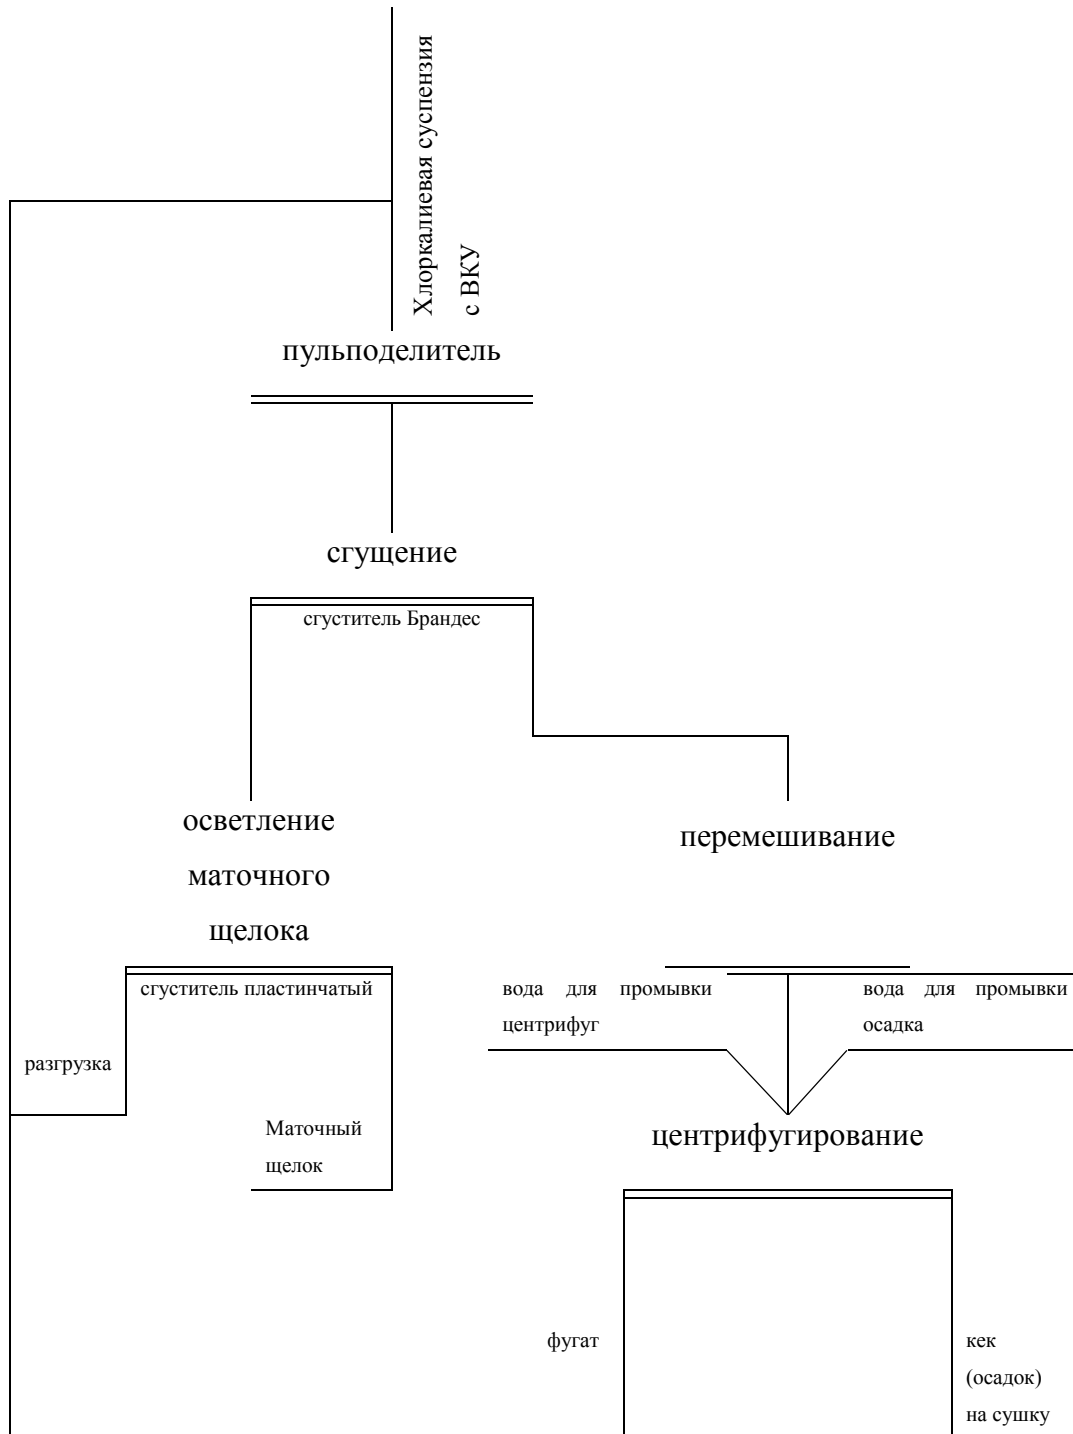 Хлоркалиевая суспензия
с ВКУ
пульподелитель
сгущение
сгуститель Брандес
осветление
маточного
щелока
перемешивание
сгуститель пластинчатый
вода для промывки
центрифуг
вода для промывки
осадка
разгрузка
Маточный
щелок
центрифугирование
фугат
кек
(осадок)
на сушку